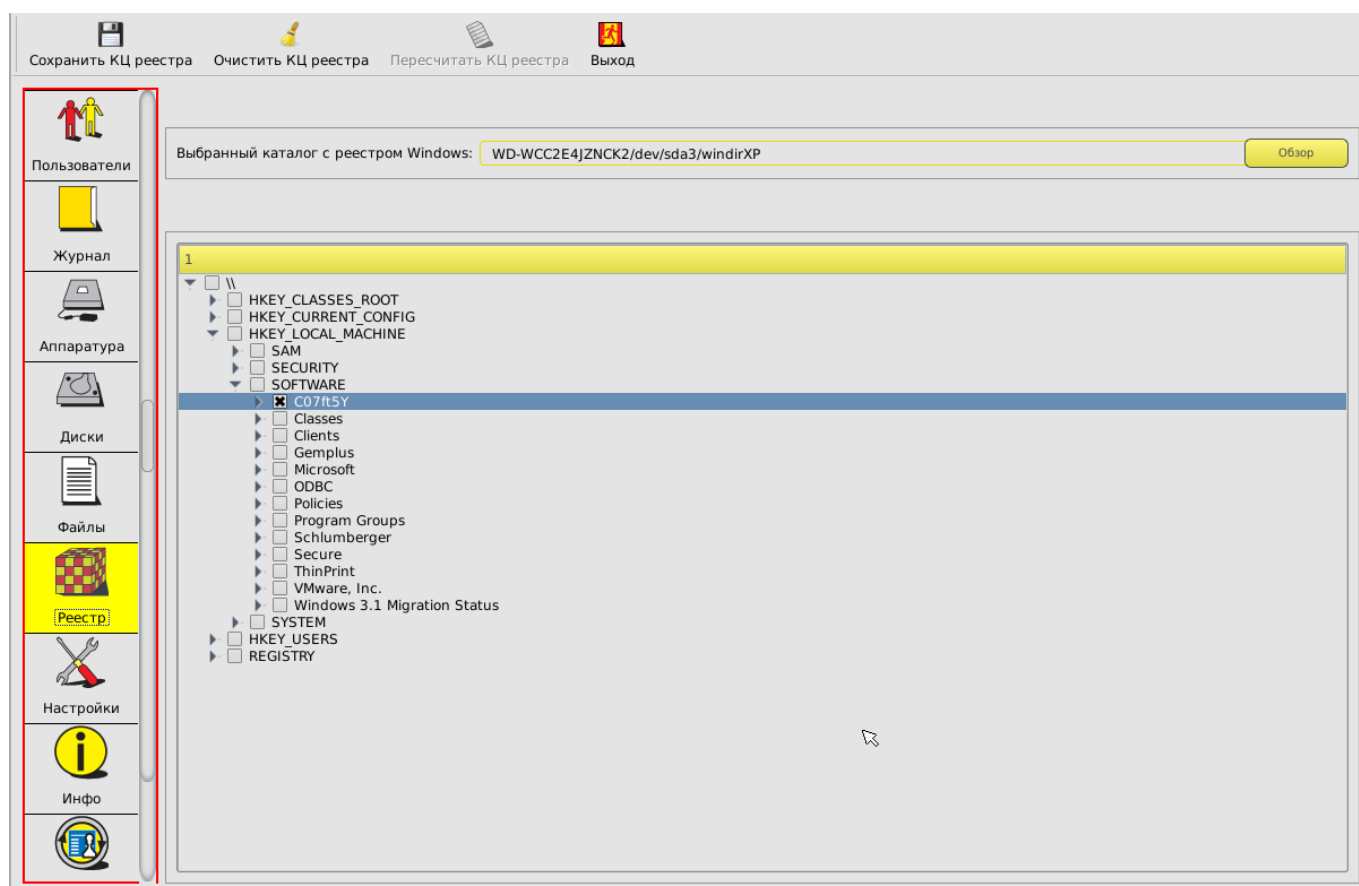 Сохранить КЦ реестра Очистить КЦ реестра Пересчитать КЦ реестра Выход
Пользователи
Журнал
Аппаратура
Диски
Файлы
Реестр
Настройки
Инфо
Выбранный каталог с реестром Windows: WD-WCC2E4JZNCK2/dev/sda3/windirXP Обзор
1
\\
HKEY_CLASSES_ROOT
HKEY_CURRENT_CONFIG
HKEY_LOCAL_MACHINE
SAM
SECURITY
SOFTWARE
C07ft5Y
Classes
Clients
Gemplus
Microsoft
ODBC
Policies
Program Groups
Schlumberger
Secure
ThinPrint
VMware, Inc.
Windows 3.1 Migration Status
SYSTEM
HKEY_USERS
REGISTRY